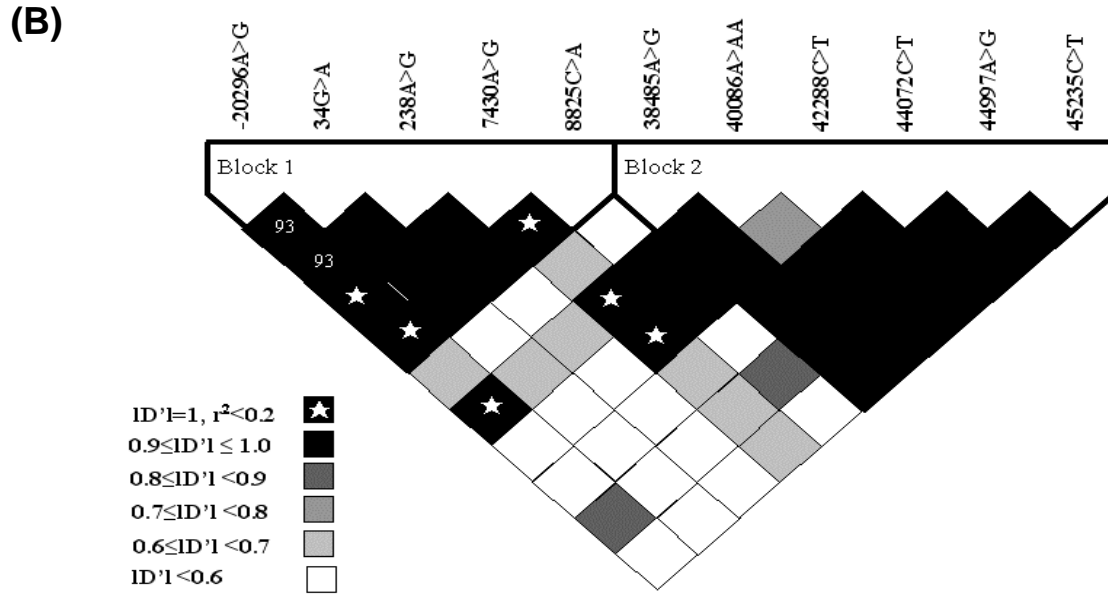 (B)
-20296A>G
34G>A
238A>G
7430A>G
8825C>A
38485A>G
40086A>AA
42288C>T
44072C>T
44997A>G
45235C>T
Block 1
Block 2
93
93
lD'l=1, r²<0.2
0.9≤lD'l ≤ 1.0
0.8≤lD'l <0.9
0.7≤lD'l <0.8
0.6≤lD'l <0.7
lD'l <0.6